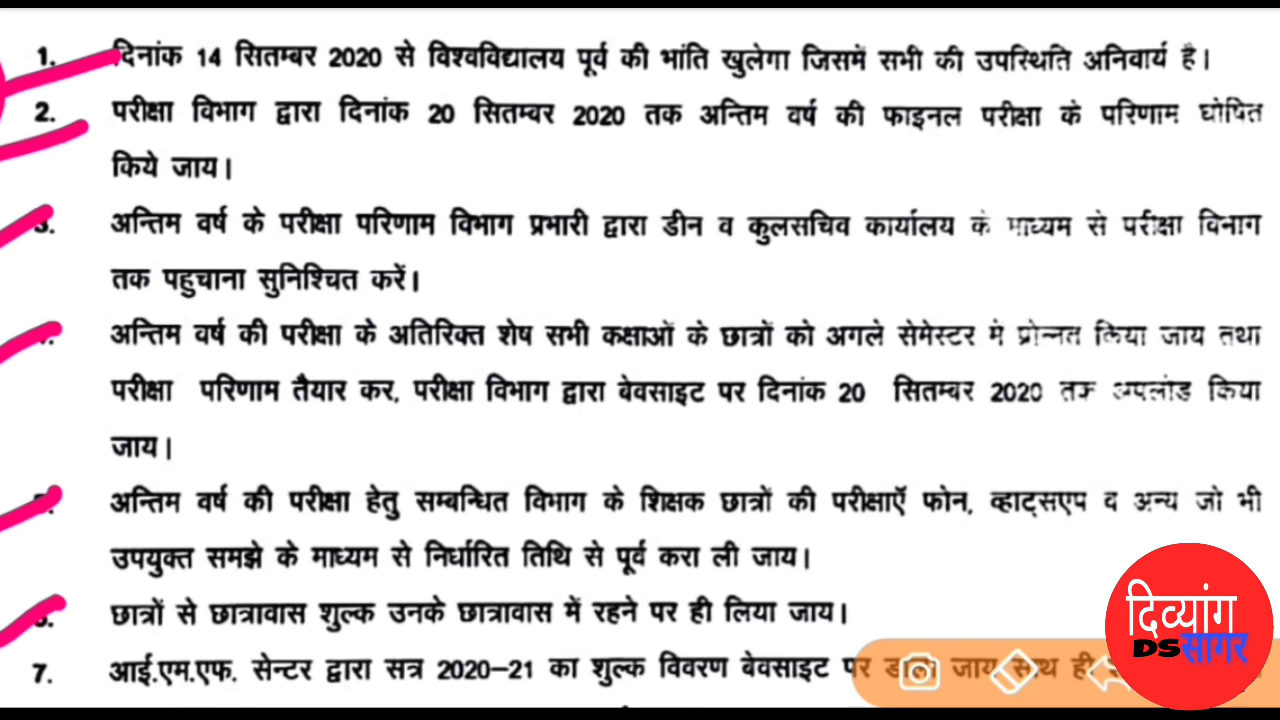 1. दिनांक 14 सितम्बर 2020 से विश्वविद्यालय पूर्व की भांति खुलेगा जिसमें सभी की उपस्थिति अनिवार्य है।
2. परीक्षा विभाग द्वारा दिनांक 20 सितम्बर 2020 तक अन्तिम वर्ष की फाइनल परीक्षा के परिणाम घोषित
किये जाय।
3. अन्तिम वर्ष के परीक्षा परिणाम विभाग प्रभारी द्वारा डीन व कुलसचिव कार्यालय के माध्यम से परीक्षा विभाग
तक पहुचाना सुनिश्चित करें।
अन्तिम वर्ष की परीक्षा के अतिरिक्त शेष सभी कक्षाओं के छात्रों को अगले सेमेस्टर में प्रोन्नत किया जाय तथा
परीक्षा परिणाम तैयार कर, परीक्षा विभाग द्वारा बेवसाइट पर दिनांक 20 सितम्बर 2020 तक अपलोड किया
जाय।
अन्तिम वर्ष की परीक्षा हेतु सम्बन्धित विभाग के शिक्षक छात्रों की परीक्षाऐं फोन, व्हाट्सएप व अन्य जो भी
उपयुक्त समझे के माध्यम से निर्धारित तिथि से पूर्व करा ली जाय।
छात्रों से छात्रावास शुल्क उनके छात्रावास में रहने पर ही लिया जाय।
7. आई.एम.एफ. सेन्टर द्वारा सत्र 2020–21 का शुल्क विवरण बेवसाइट पर डाला जाय साथ ही
दिव्यांग
DSसागर